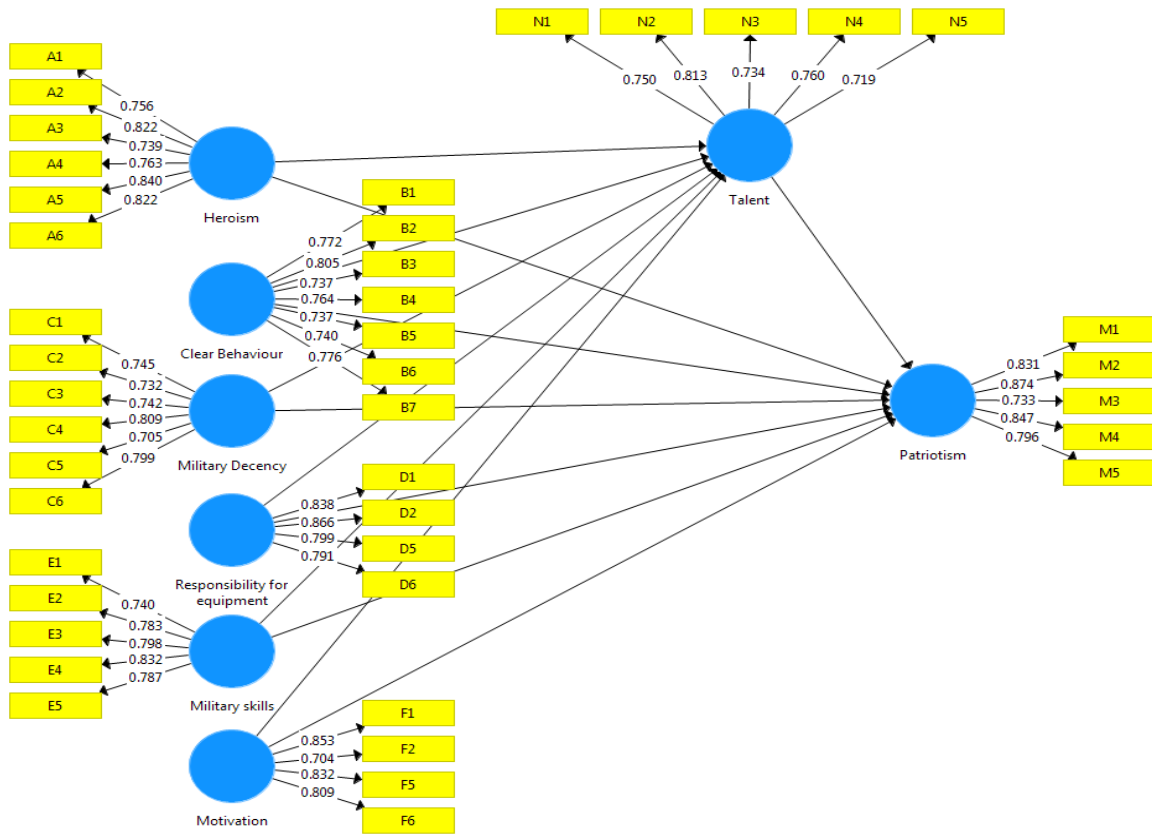 N1
N2
N3
N4
N5
0.750
0.813
0.734
0.760
0.719
Talent
A1
A2
A3
A4
A5
A6
0.756
0.822
0.739
0.763
0.840
0.822
Heroism
B1
B2
B3
B4
B5
B6
B7
0.772
0.805
0.737
0.764
0.737
0.740
0.776
Clear Behaviour
C1
C2
C3
C4
C5
C6
0.745
0.732
0.742
0.809
0.705
0.799
Military Decency
M1
M2
M3
M4
M5
0.831
0.874
0.733
0.847
0.796
Patriotism
D1
D2
D5
D6
0.838
0.866
0.799
0.791
Responsibility for
equipment
E1
E2
E3
E4
E5
0.740
0.783
0.798
0.832
0.787
Military skills
F1
F2
F5
F6
0.853
0.704
0.832
0.809
Motivation